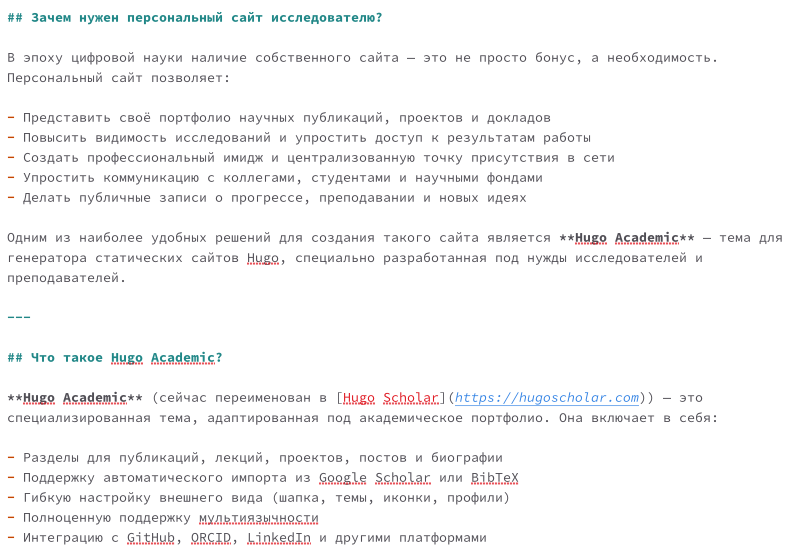 ## Зачем нужен персональный сайт исследователю?
В эпоху цифровой науки наличие собственного сайта — это не просто бонус, а необходимость.
Персональный сайт позволяет:
- Представить своё портфолио научных публикаций, проектов и докладов
- Повысить видимость исследований и упростить доступ к результатам работы
- Создать профессиональный имидж и централизованную точку присутствия в сети
- Упростить коммуникацию с коллегами, студентами и научными фондами
- Делать публичные записи о прогрессе, преподавании и новых идеях
Одним из наиболее удобных решений для создания такого сайта является **Hugo Academic** — тема для
генератора статических сайтов Hugo, специально разработанная под нужды исследователей и
преподавателей.
---
## Что такое Hugo Academic?
**Hugo Academic** (сейчас переименован в [Hugo Scholar](https://hugoscholar.com)) — это
специализированная тема, адаптированная под академическое портфолио. Она включает в себя:
- Разделы для публикаций, лекций, проектов, постов и биографии
- Поддержку автоматического импорта из Google Scholar или BibTeX
- Гибкую настройку внешнего вида (шапка, темы, иконки, профили)
- Полноценную поддержку мультиязычности
- Интеграцию с GitHub, ORCID, LinkedIn и другими платформами